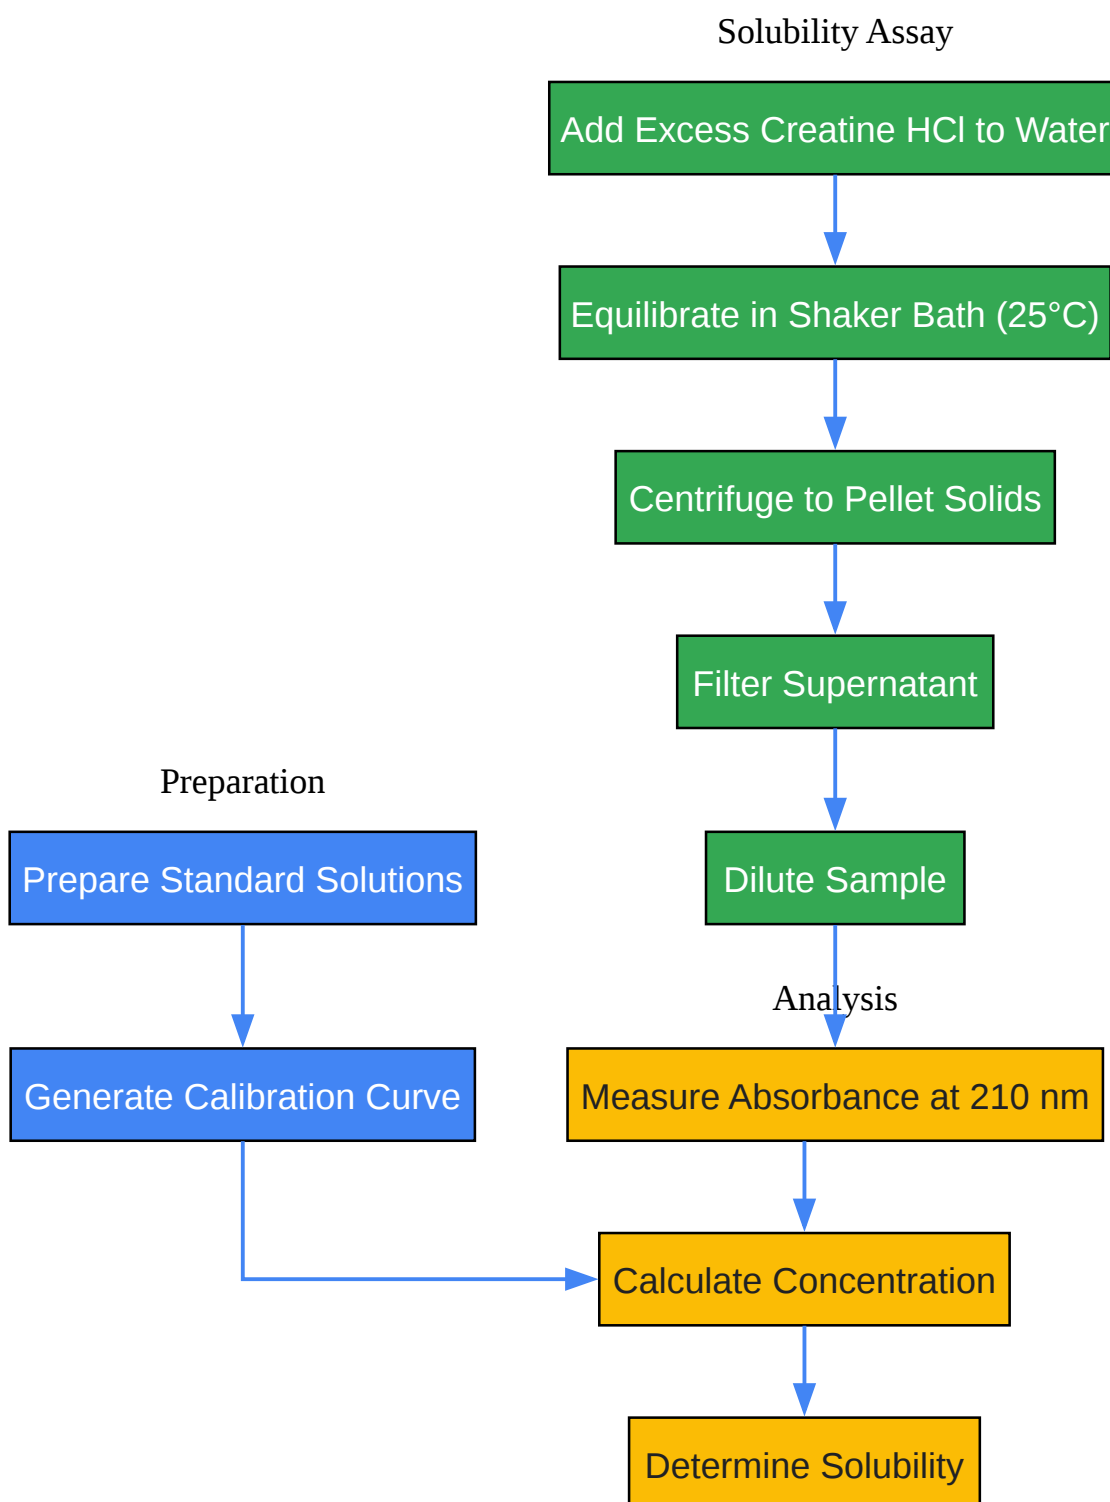 Solubility Assay
Add Excess Creatine HCl to Water
Equilibrate in Shaker Bath (25°C)
Centrifuge to Pellet Solids
Filter Supernatant
Dilute Sample
Preparation
Prepare Standard Solutions
Generate Calibration Curve
Analysis
Measure Absorbance at 210 nm
Calculate Concentration
Determine Solubility